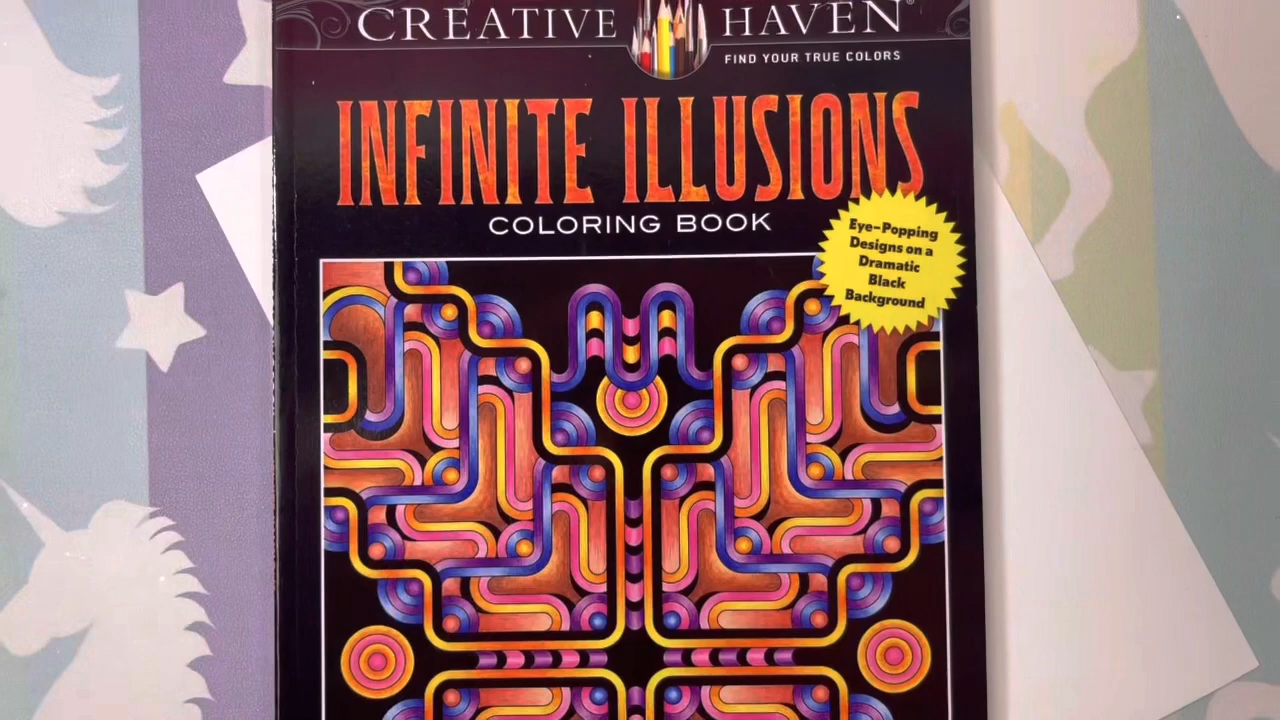 CREATIVE HAVEN®
FIND YOUR TRUE COLORS
INFINITE ILLUSIONS
COLORING BOOK
Eye-Popping
Designs on a
Dramatic
Black
Background